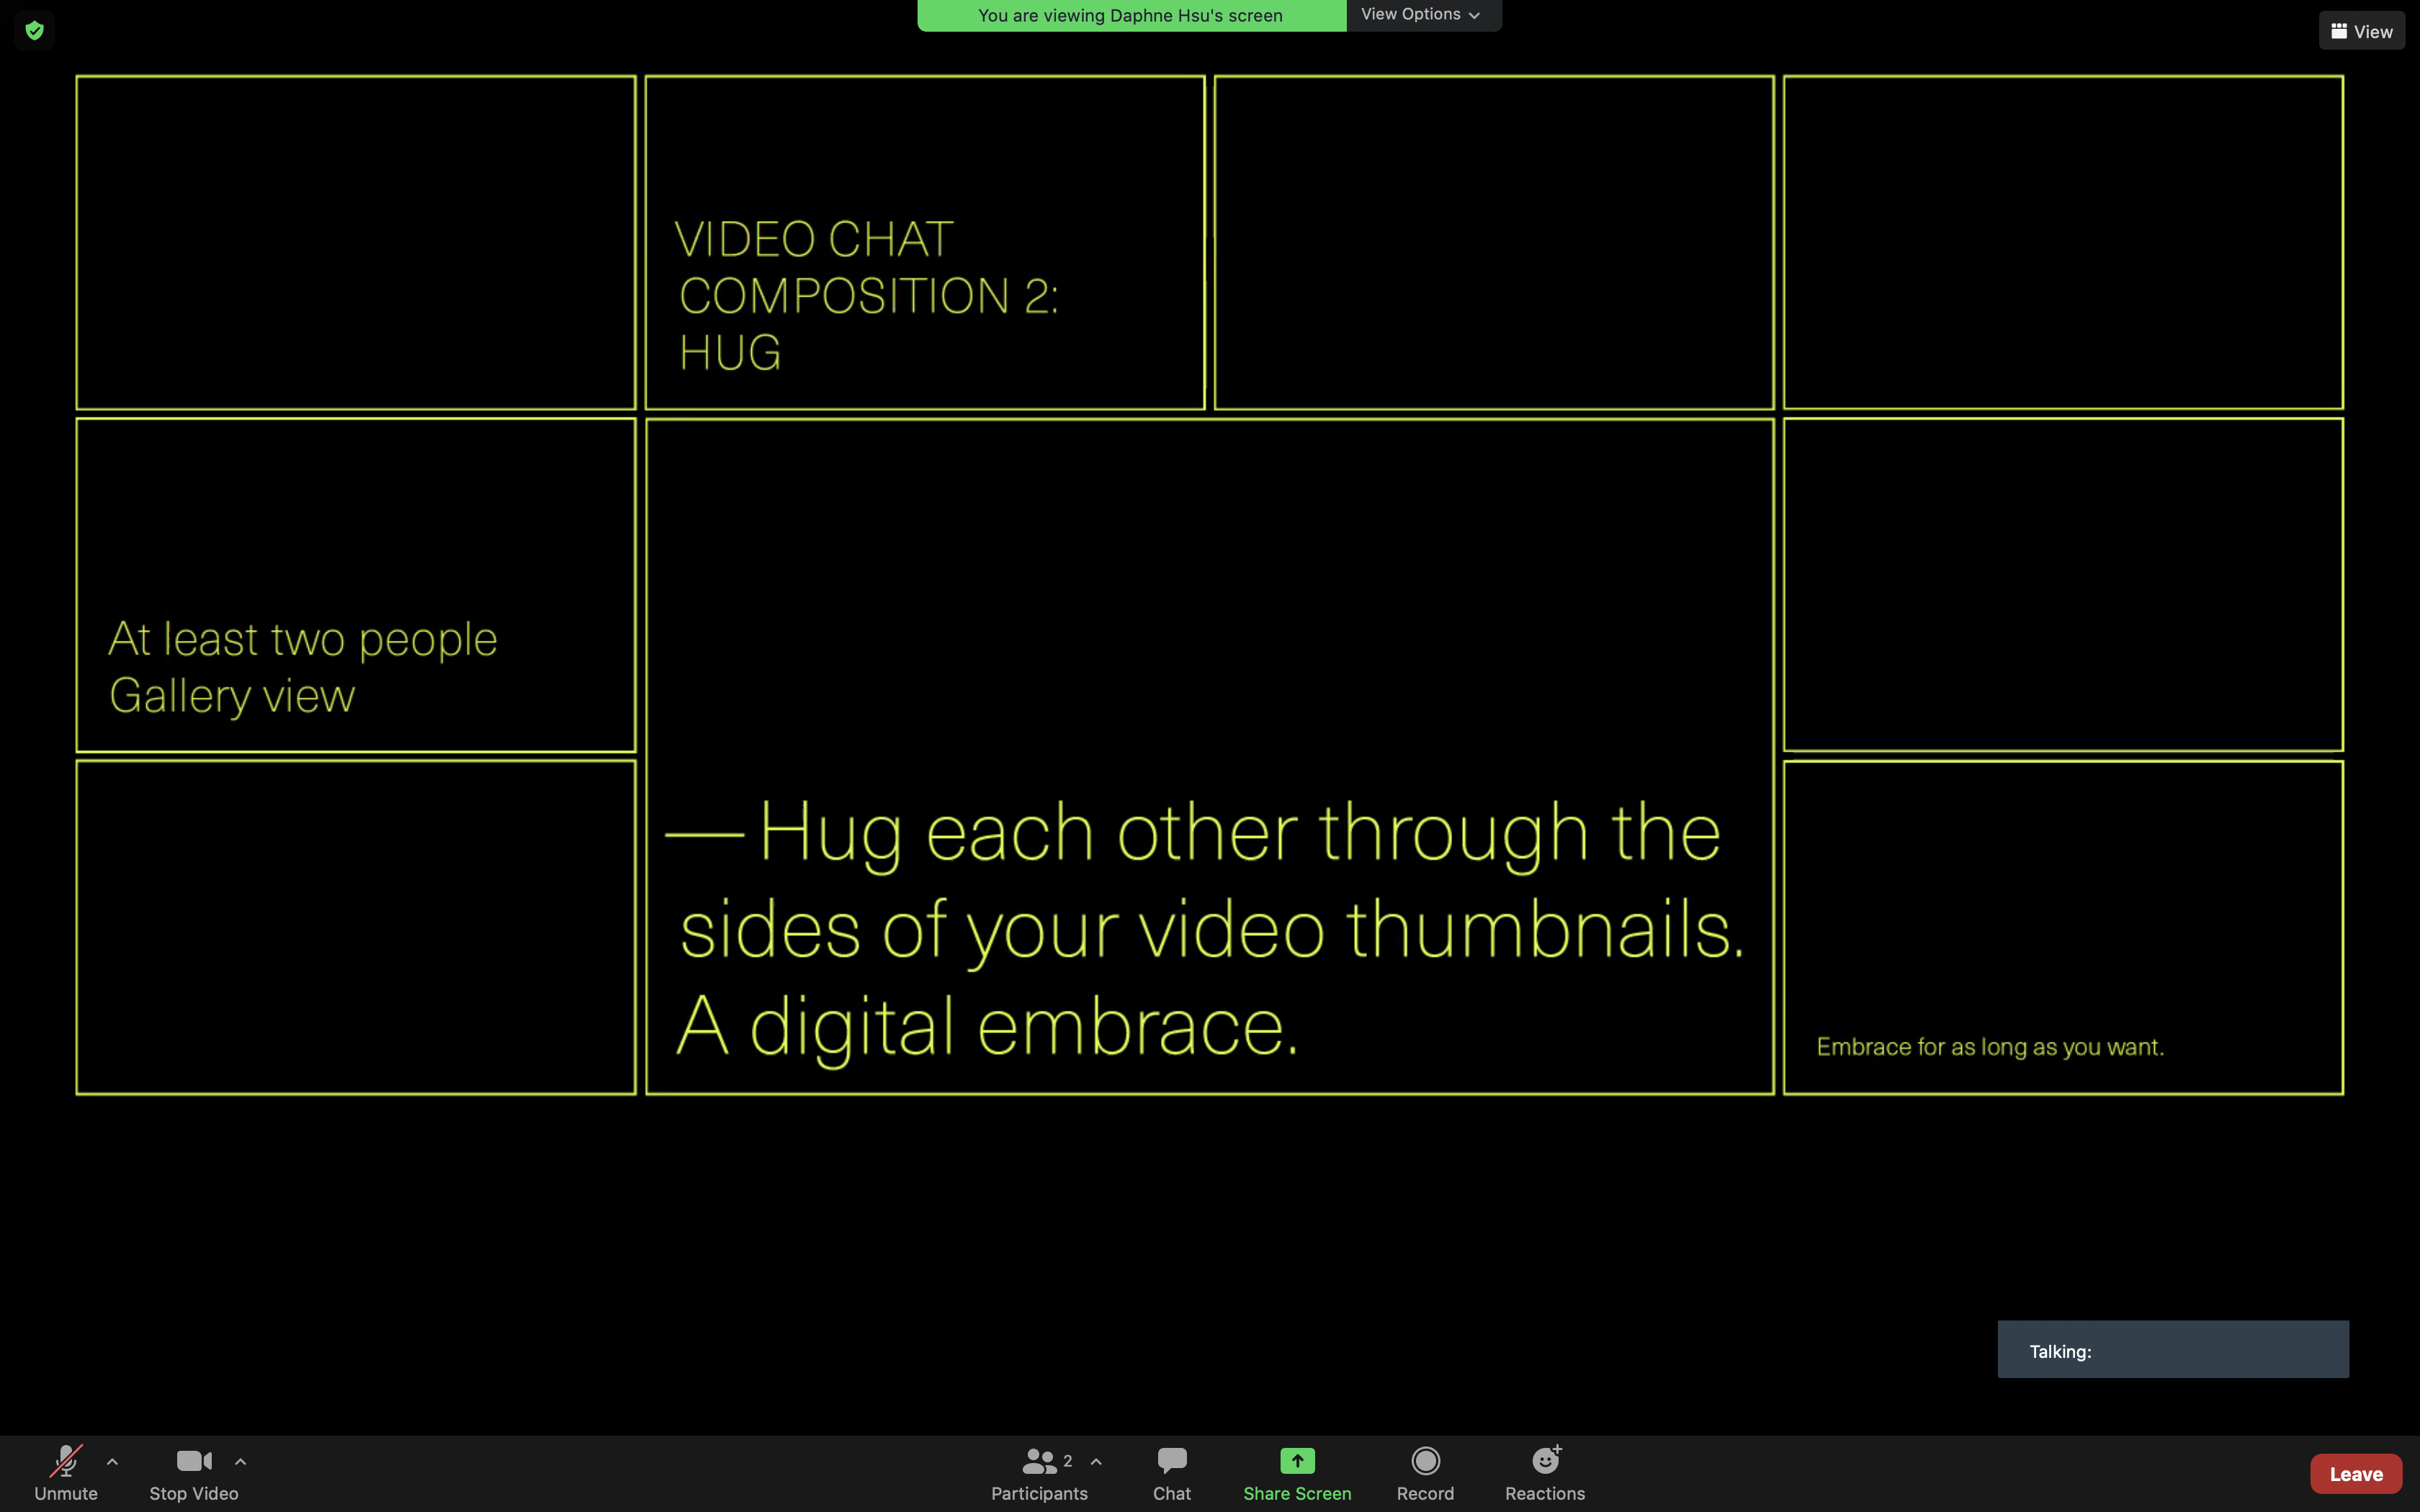 You are viewing Daphne Hsu's screen
View Options
View
VIDEO CHAT
COMPOSITION 2:
HUG
At least two people
Gallery view
—Hug each other through the
sides of your video thumbnails.
A digital embrace.
Embrace for as long as you want.
Talking:
Unmute
Stop Video
2
Participants
Chat
Share Screen
Record
Reactions
Leave